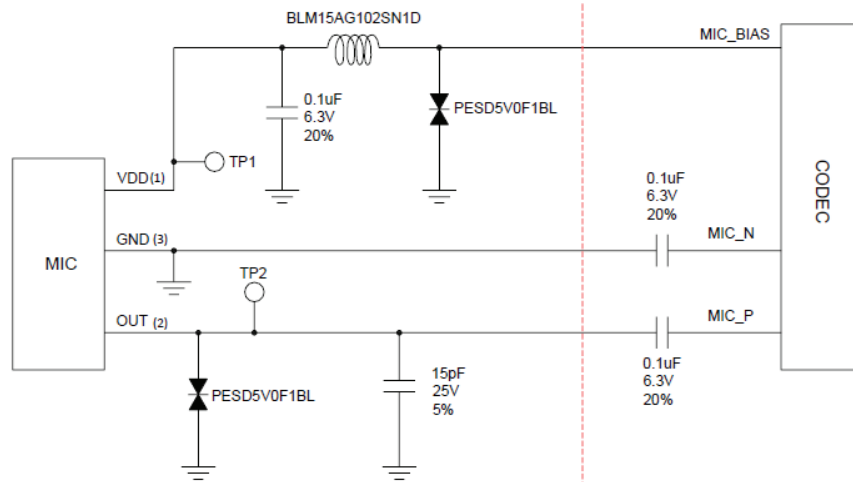 BLM15AG102SN1D
MIC_BIAS
0.1uF
6.3V
20%
PESD5V0F1BL
TP1
VDD(1)
0.1uF
6.3V
20%
CODEC
GND (3)
MIC_N
MIC
TP2
OUT (2)
MIC_P
15pF
25V
5%
0.1uF
6.3V
20%
PESD5V0F1BL